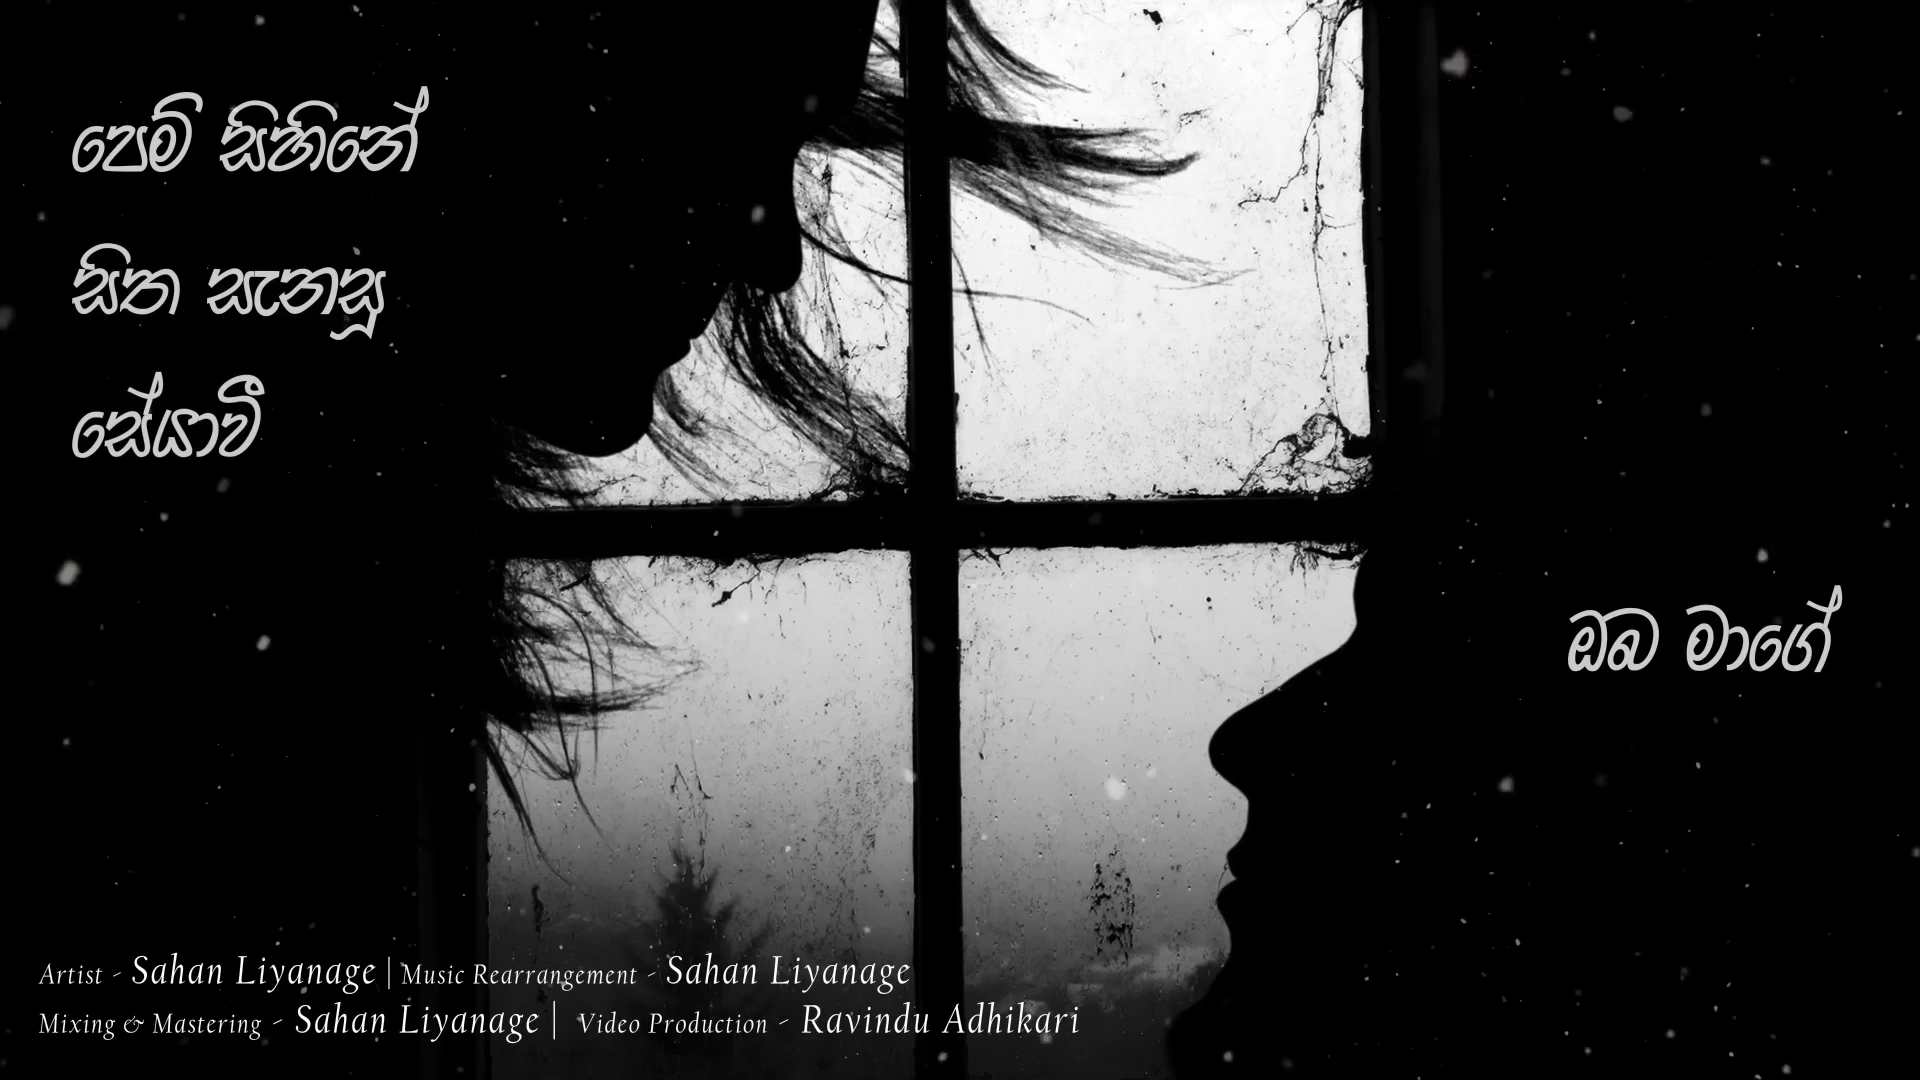 පෙම් සිහිනේ
සිත සැනසූ
සේයාවී
ඔබ මාගේ
Artist - Sahan Liyanage | Music Rearrangement - Sahan Liyanage
Mixing & Mastering - Sahan Liyanage | Video Production - Ravindu Adhikari